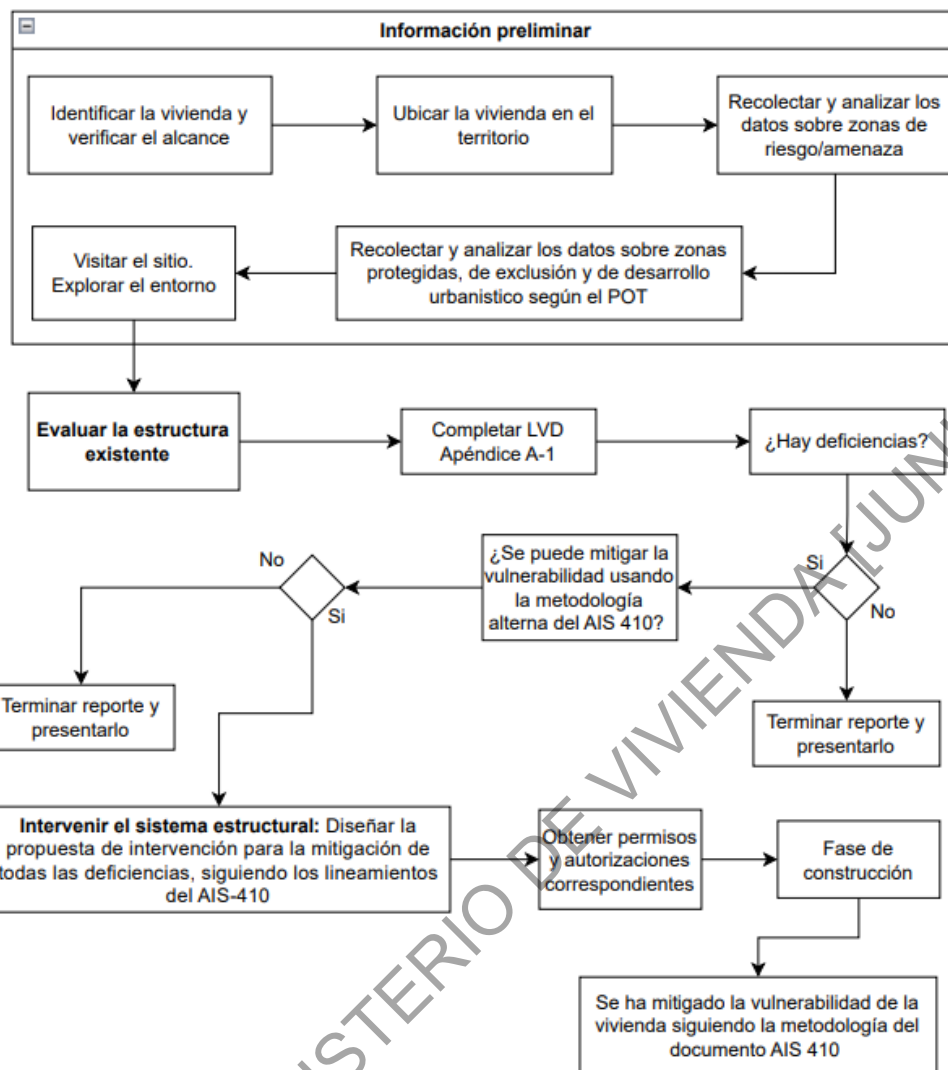 Información preliminar
Identificar la vivienda y
verificar el alcance
Ubicar la vivienda en el
territorio
Recolectar y analizar los
datos sobre zonas de
riesgo/amenaza
Visitar el sitio.
Explorar el entorno
Recolectar y analizar los datos sobre zonas
protegidas, de exclusión y de desarrollo
urbanistico según el POT
Evaluar la estructura
existente
Completar LVD
Apéndice A-1
¿Hay deficiencias?
No
Si
¿Se puede mitigar la
vulnerabilidad usando
la metodología
alterna del AIS 410?
Si
No
Terminar reporte y
presentarlo
Terminar reporte y
presentarlo
Intervenir el sistema estructural: Diseñar la
propuesta de intervención para la mitigación de
todas las deficiencias, siguiendo los lineamientos
del AIS-410
Obtener permisos
y autorizaciones
correspondientes
Fase de
construcción
Se ha mitigado la vulnerabilidad de la
vivienda siguiendo la metodología del
documento AIS 410
DE VIVIENDA